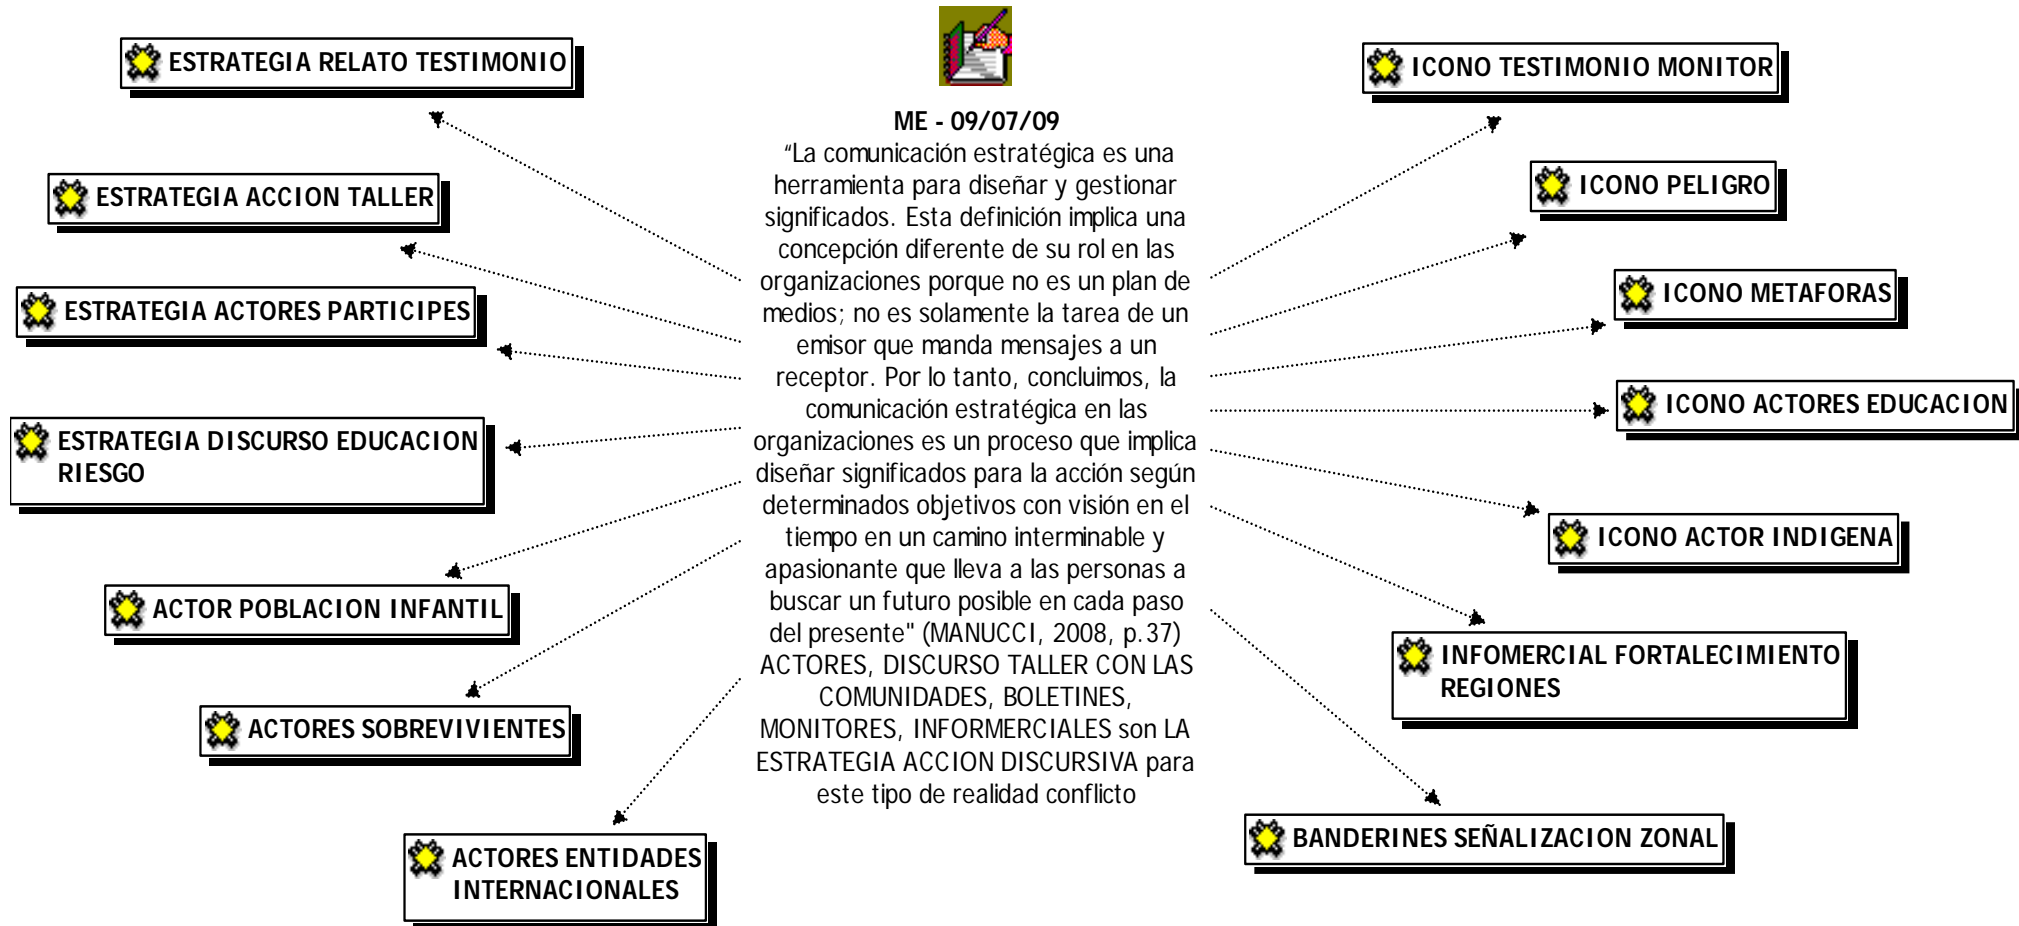 ESTRATEGIA RELATO TESTIMONIO
ESTRATEGIA ACCION TALLER
ESTRATEGIA ACTORES PARTICIPES
ESTRATEGIA DISCURSO EDUCACION
RIESGO
ACTOR POBLACION INFANTIL
ACTORES SOBREVIVIENTES
ACTORES ENTIDADES
INTERNACIONALES
ME - 09/07/09
“La comunicación estratégica es una
herramienta para diseñar y gestionar
significados. Esta definición implica una
concepción diferente de su rol en las
organizaciones porque no es un plan de
medios; no es solamente la tarea de un
emisor que manda mensajes a un
receptor. Por lo tanto, concluimos, la
comunicación estratégica en las
organizaciones es un proceso que implica
diseñar significados para la acción según
determinados objetivos con visión en el
tiempo en un camino interminable y
apasionante que lleva a las personas a
buscar un futuro posible en cada paso
del presente" (MANUCCI, 2008, p.37)
ACTORES, DISCURSO TALLER CON LAS
COMUNIDADES, BOLETINES,
MONITORES, INFORMERCIALES son LA
ESTRATEGIA ACCION DISCURSIVA para
este tipo de realidad conflicto
ICONO TESTIMONIO MONITOR
ICONO PELIGRO
ICONO METAFORAS
ICONO ACTORES EDUCACION
ICONO ACTOR INDIGENA
INFOMERCIAL FORTALECIMIENTO
REGIONES
BANDERINES SEÑALIZACION ZONAL